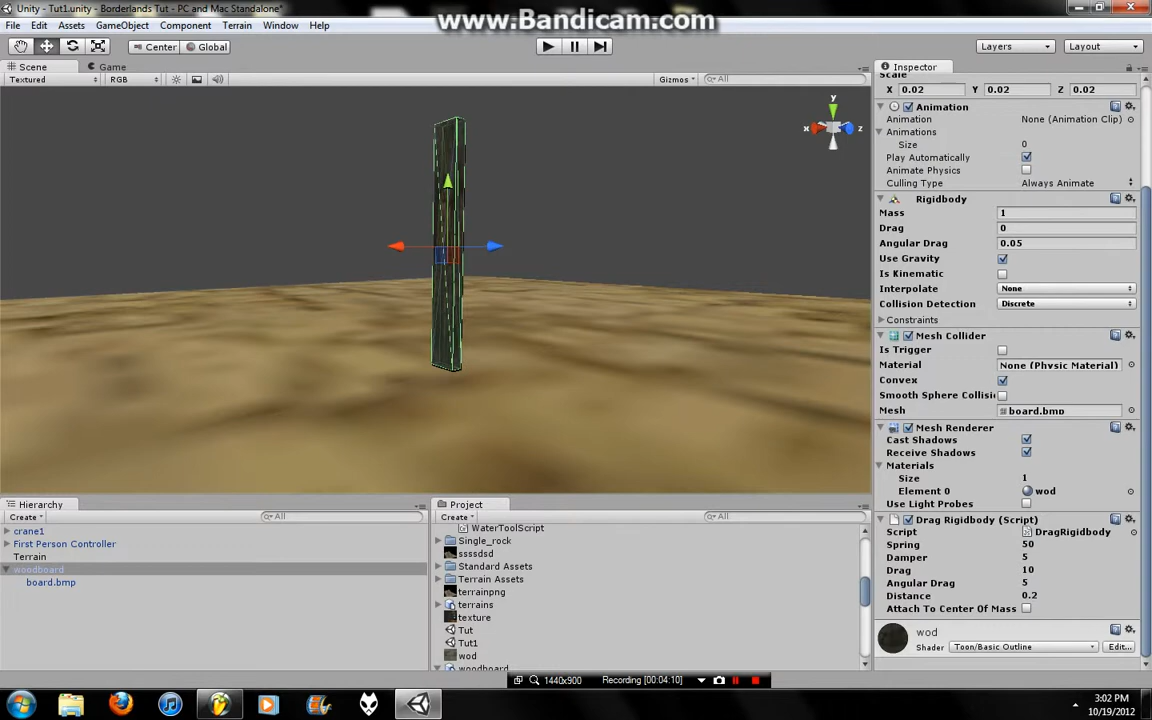 Unity - Tut1.unity - Borderlands Tut - PC and Mac Standalone*
www.Bandicam.com
File Edit Assets GameObject Component Terrain Window Help
Center Global Layers Layout
Scene Game Inspector
Textured RGB Gizmos All
Scale
X 0.02 Y 0.02 Z 0.02
Animation
Animation None (Animation Clip)
Animations
Size 0
Play Automatically
Animate Physics
Culling Type Always Animate
Rigidbody
Mass 1
Drag 0
Angular Drag 0.05
Use Gravity
Is Kinematic
Interpolate None
Collision Detection Discrete
Constraints
Mesh Collider
Is Trigger
Material None (Physic Material)
Convex
Smooth Sphere Collisi
Mesh board.bmp
Mesh Renderer
Cast Shadows
Receive Shadows
Materials
Size 1
Element 0 wod
Use Light Probes
Drag Rigidbody (Script)
Script DragRigidbody
Spring 50
Damper 5
Drag 10
Angular Drag 5
Distance 0.2
Attach To Center Of Mass
wod
Shader Toon/Basic Outline Edit...
y
x z
Hierarchy
Create All
crane1
First Person Controller
Terrain
woodboard
board.bmp
Project
Create All
WaterToolScript
Single_rock
ssssdsd
Standard Assets
Terrain Assets
terrainpng
terrains
texture
Tut
Tut1
wod
woodboard
1440x900 Recording [00:04:10]
3:02 PM
10/19/2012